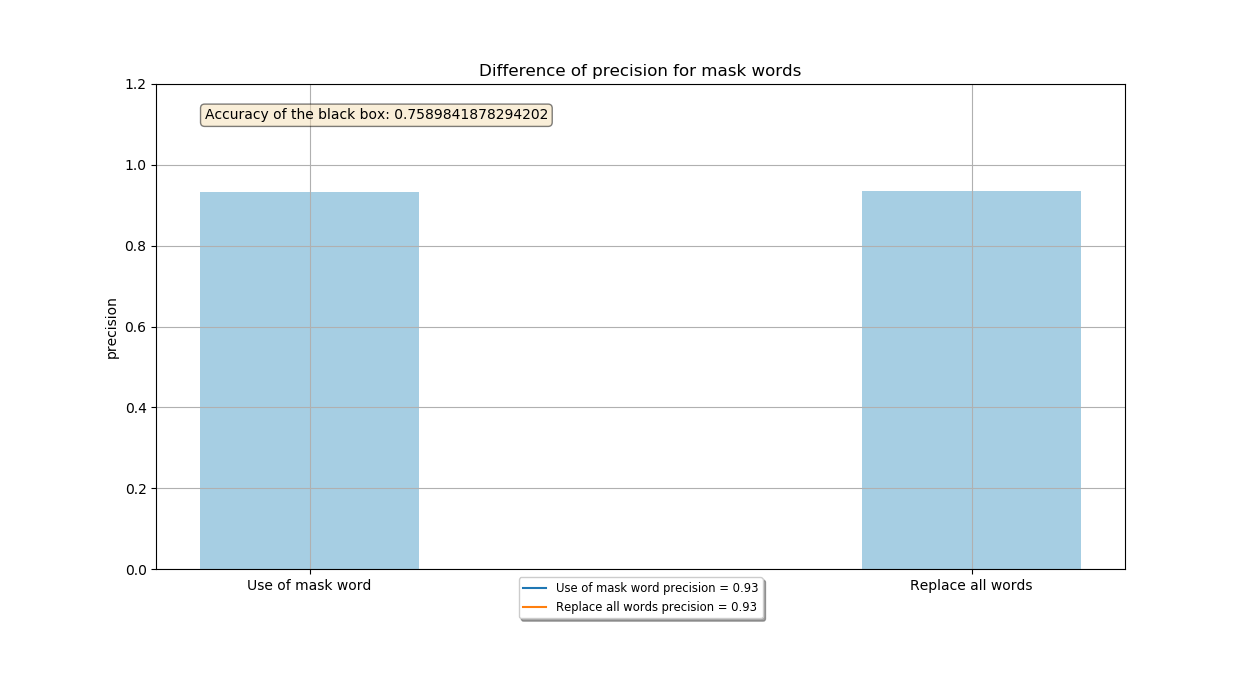 Difference of precision for mask words
1.2
Accuracy of the black box: 0.7589841878294202
1.0
0.8
0.6
precision
0.4
0.2
0.0
Use of mask word
Replace all words
Use of mask word precision = 0.93
Replace all words precision = 0.93